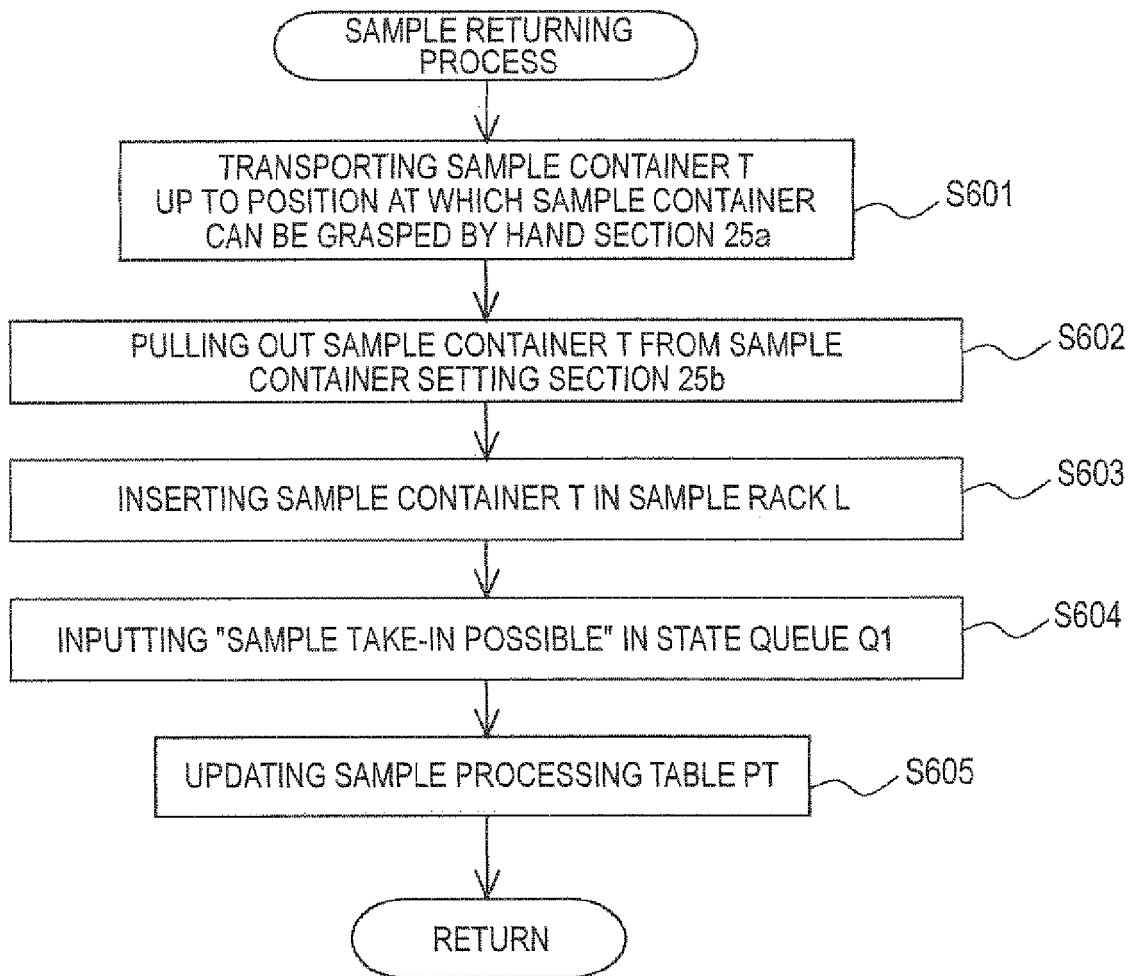 SAMPLE RETURNING
PROCESS
TRANSPORTING SAMPLE CONTAINER T
UP TO POSITION AT WHICH SAMPLE CONTAINER
CAN BE GRASPED BY HAND SECTION 25a
S601
PULLING OUT SAMPLE CONTAINER T FROM SAMPLE
CONTAINER SETTING SECTION 25b
S602
INSERTING SAMPLE CONTAINER T IN SAMPLE RACK L
S603
INPUTTING "SAMPLE TAKE-IN POSSIBLE" IN STATE QUEUE Q1
S604
UPDATING SAMPLE PROCESSING TABLE PT
S605
RETURN